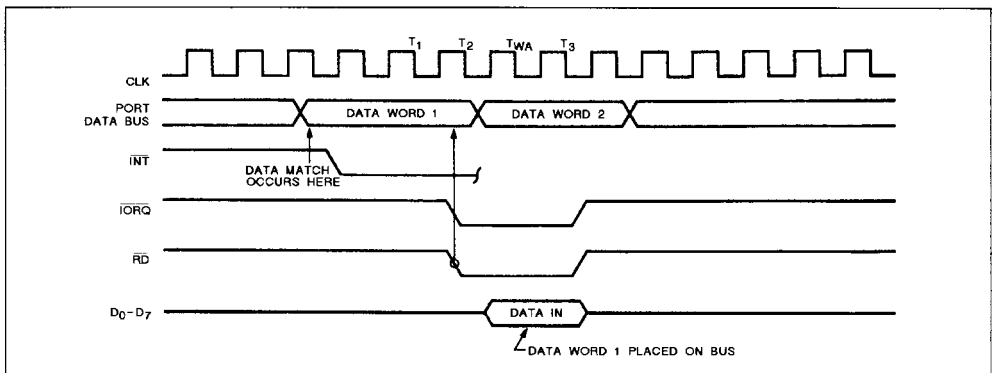 T1 T2 TWA T3
CLK
PORT
DATA BUS
DATA WORD 1 DATA WORD 2
INT
DATA MATCH
OCCURS HERE
IORQ
RD
D0–D7 DATA IN
DATA WORD 1 PLACED ON BUS